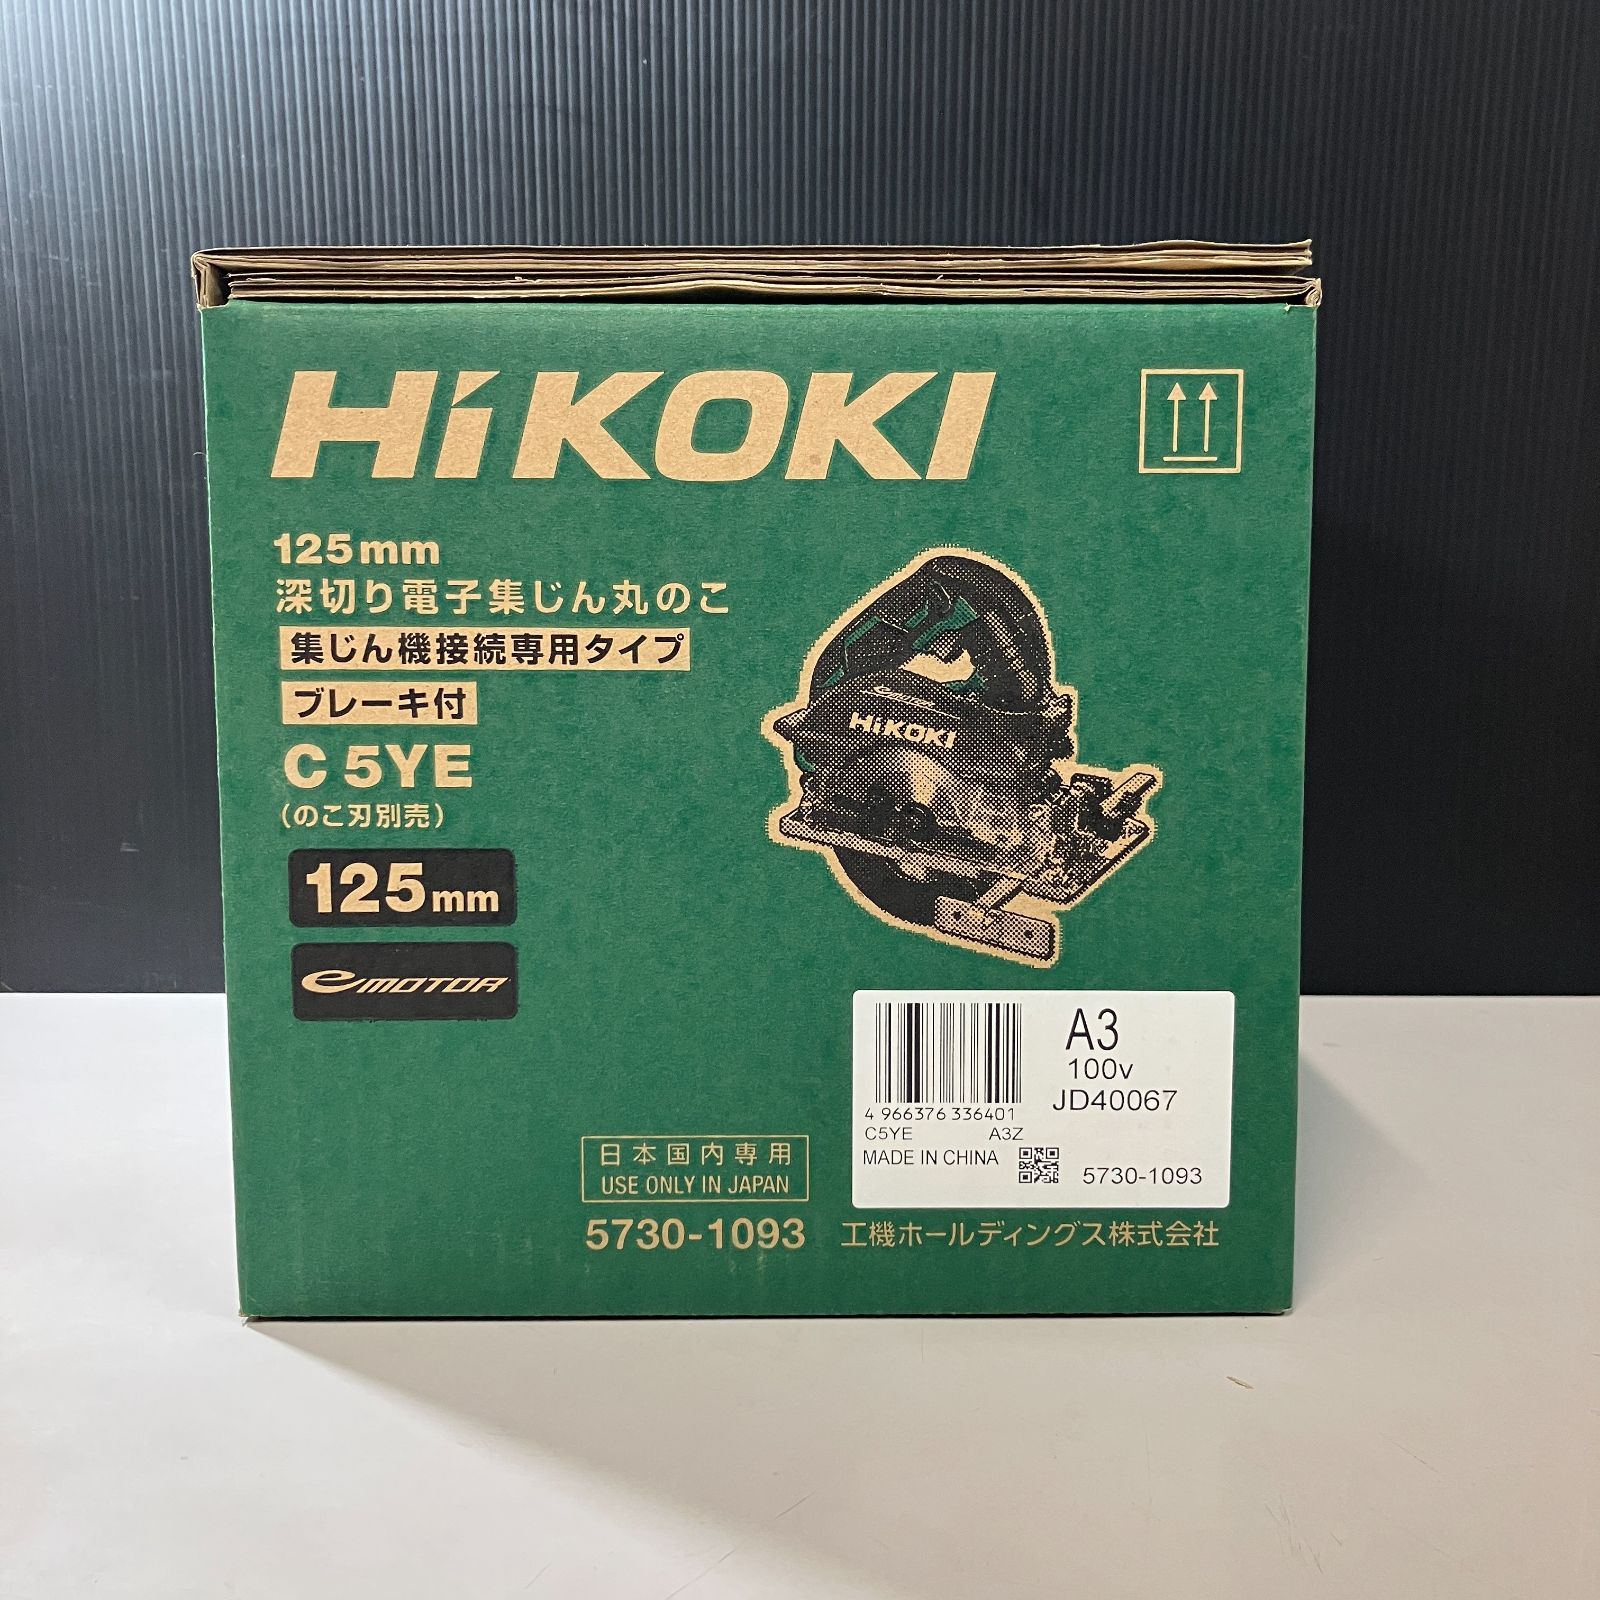 HiKOKI
125mm
深切り電子集じん丸のこ
集じん機接続専用タイプ
ブレーキ付
C 5YE
(のこ刃別売)
125mm
eMOTOR
HiKOKI
A3
100v
JD40067
4 966376 336401
C5YE A3Z
MADE IN CHINA
5730-1093
日本国内専用
USE ONLY IN JAPAN
5730-1093
工機ホールディングス株式会社